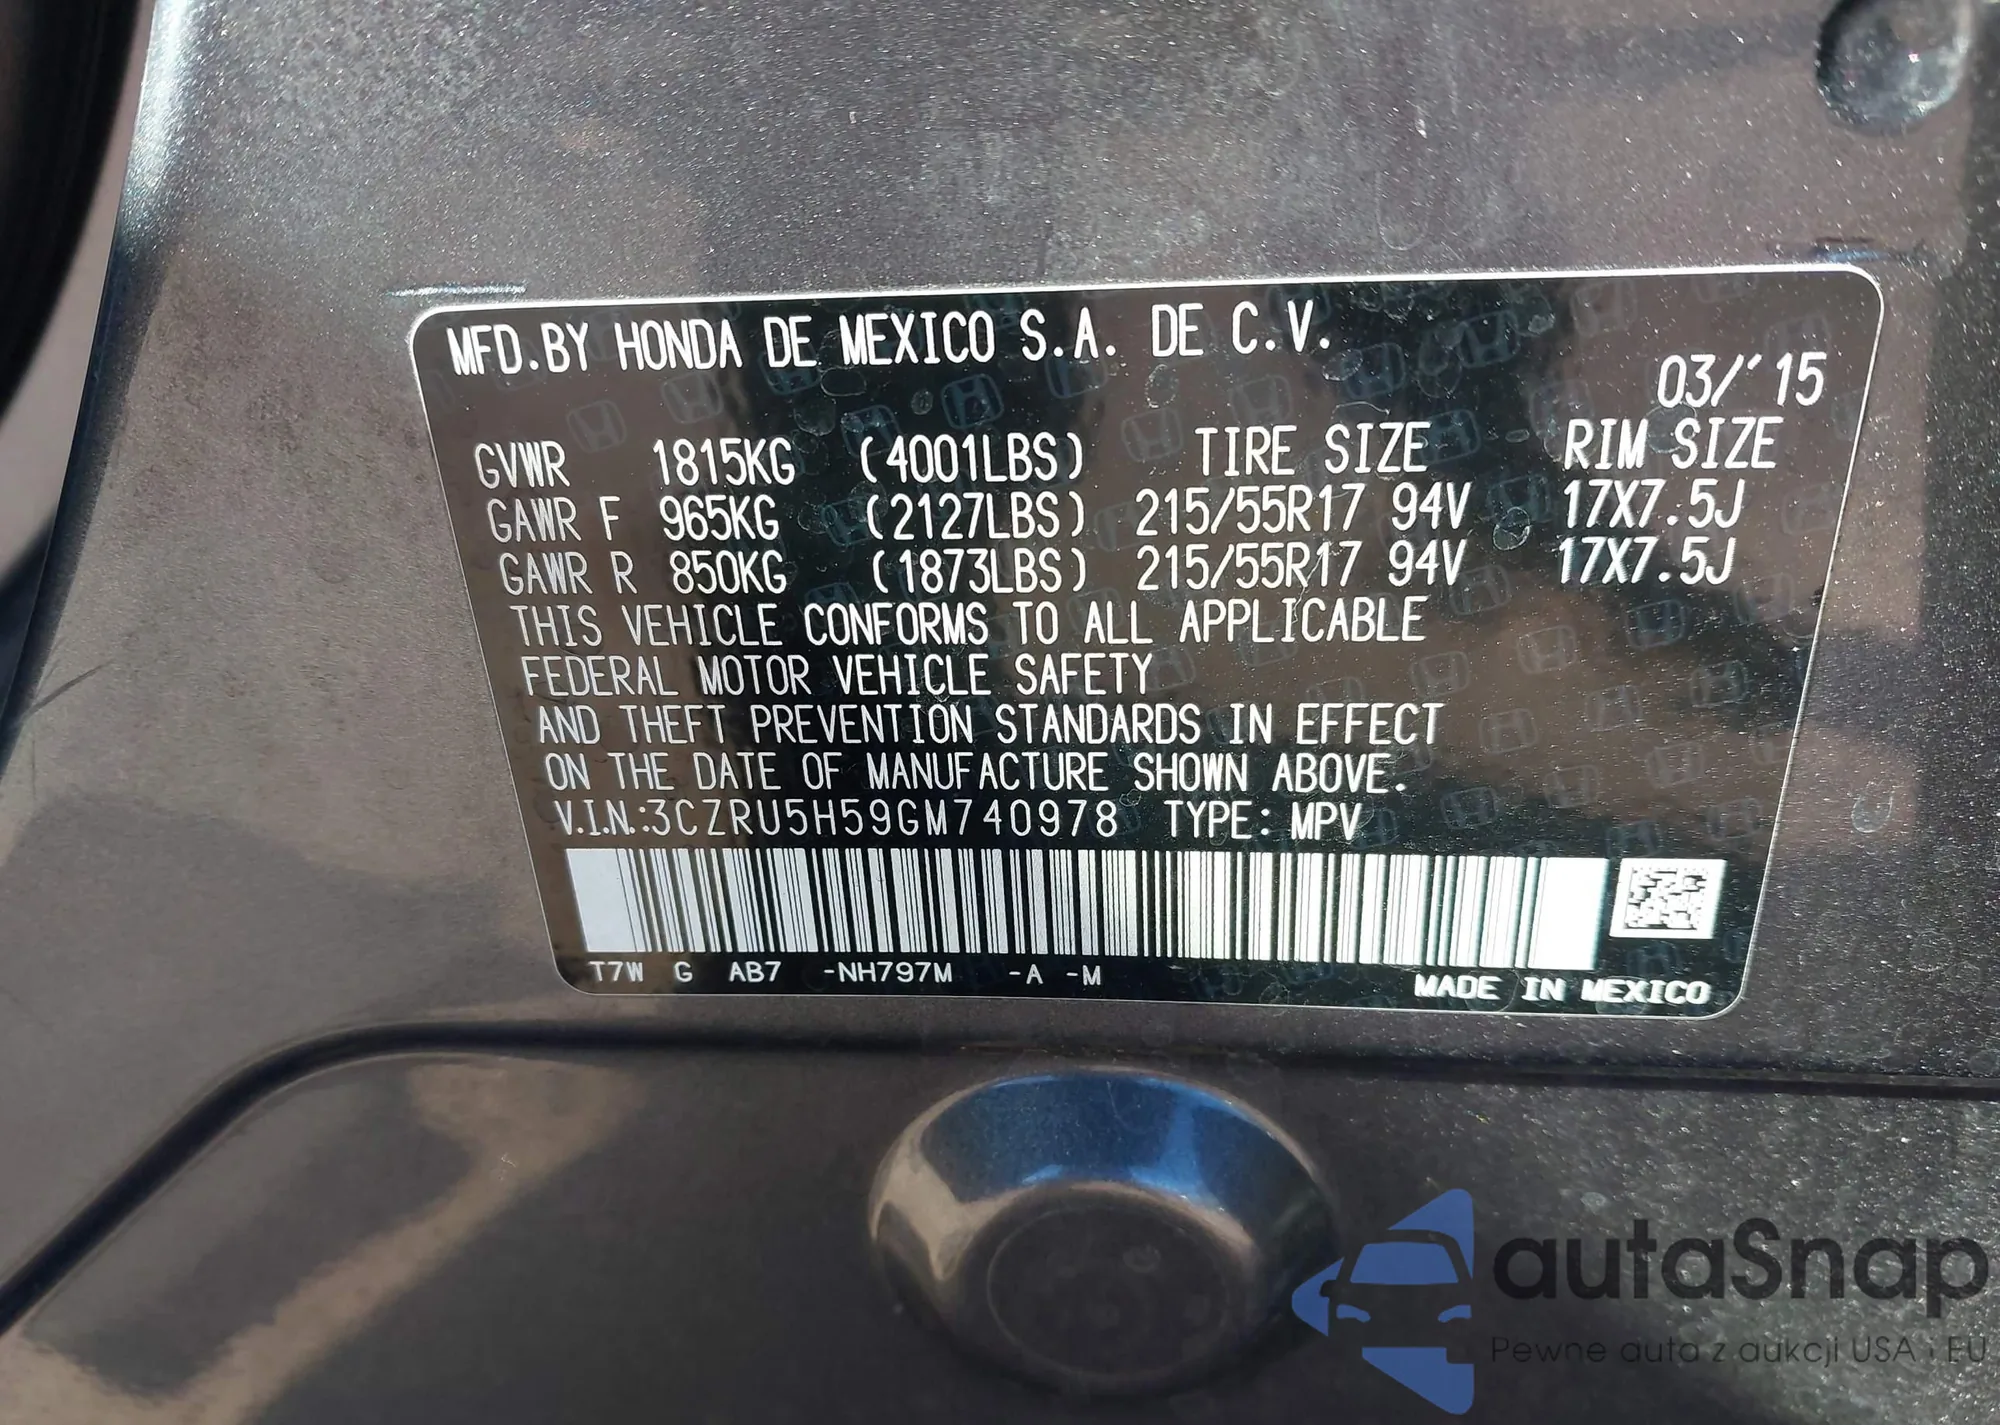 MFD.BY HONDA DE MEXICO S.A. DE C.V.
03/'15
GVWR 1815KG (4001LBS) TIRE SIZE RIM SIZE
GAWR F 965KG (2127LBS) 215/55R17 94V 17X7.5J
GAWR R 850KG (1873LBS) 215/55R17 94V 17X7.5J
THIS VEHICLE CONFORMS TO ALL APPLICABLE
FEDERAL MOTOR VEHICLE SAFETY
AND THEFT PREVENTION STANDARDS IN EFFECT
ON THE DATE OF MANUFACTURE SHOWN ABOVE.
V.I.N.:3CZRU5H59GM740978 TYPE: MPV
T7W G AB7 -NH797M -A -M
MADE IN MEXICO
autaSnap
Pewne auta z aukcji USA i EU